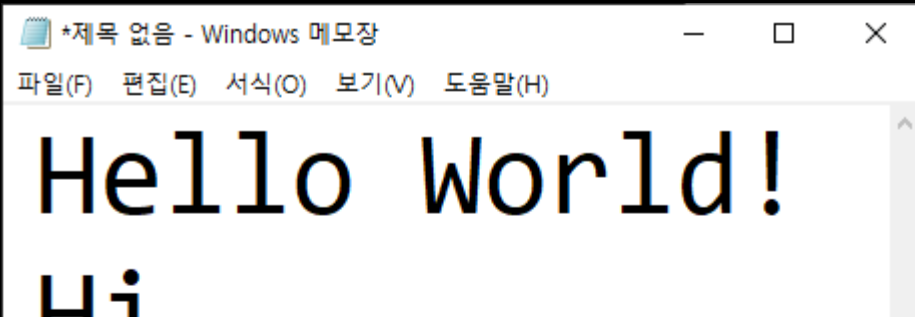 *제목 없음 - Windows 메모장
파일(F) 편집(E) 서식(O) 보기(V) 도움말(H)
Hello World!
Hi